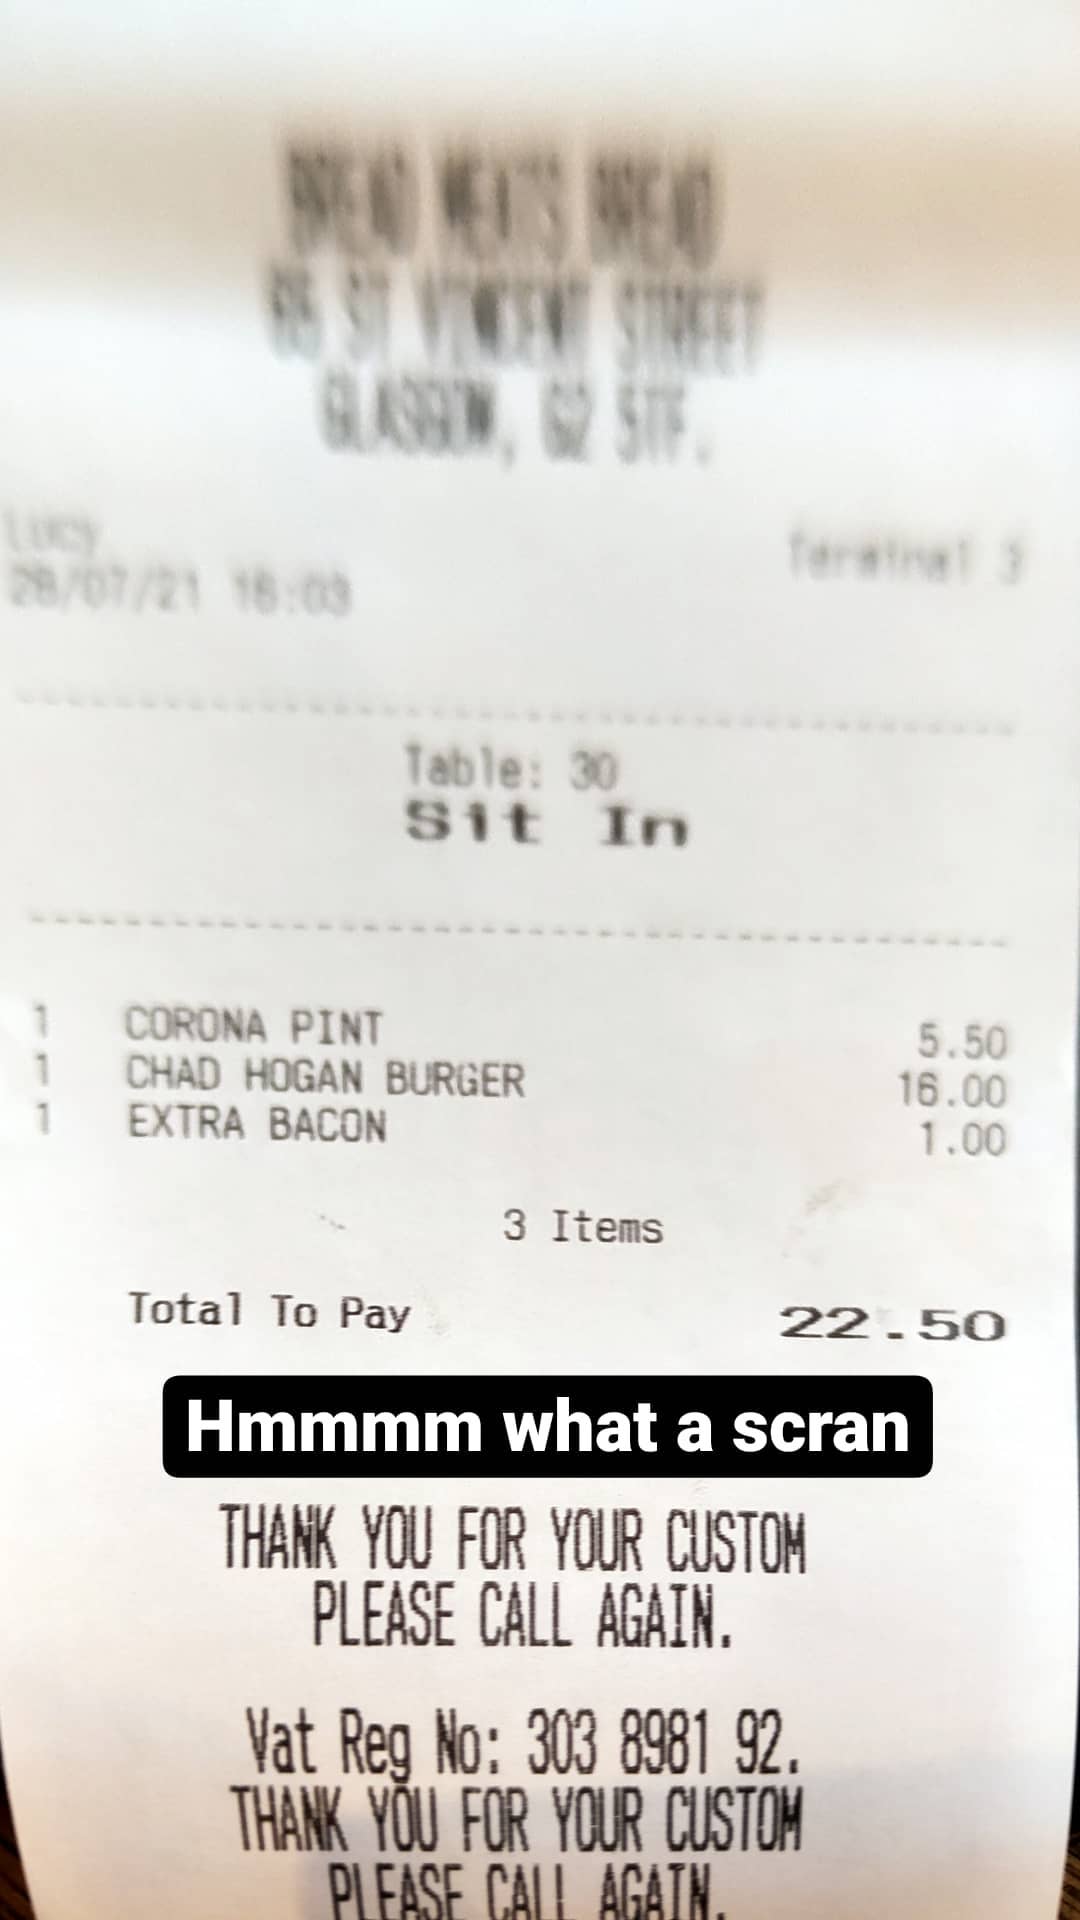 BREAD MEATS BREAD
65 ST VINCENT STREET
GLASGOW, G2 5TF.
Lucy Terminal 3
28/07/21
Table: 30
Sit In
1 CORONA PINT 5.50
1 CHAD HOGAN BURGER 16.00
1 EXTRA BACON 1.00
3 Items
Total To Pay 22.50
Hmmmm what a scran
THANK YOU FOR YOUR CUSTOM
PLEASE CALL AGAIN.
Vat Reg No: 303 8981 92.
THANK YOU FOR YOUR CUSTOM
PLEASE CALL AGAIN.